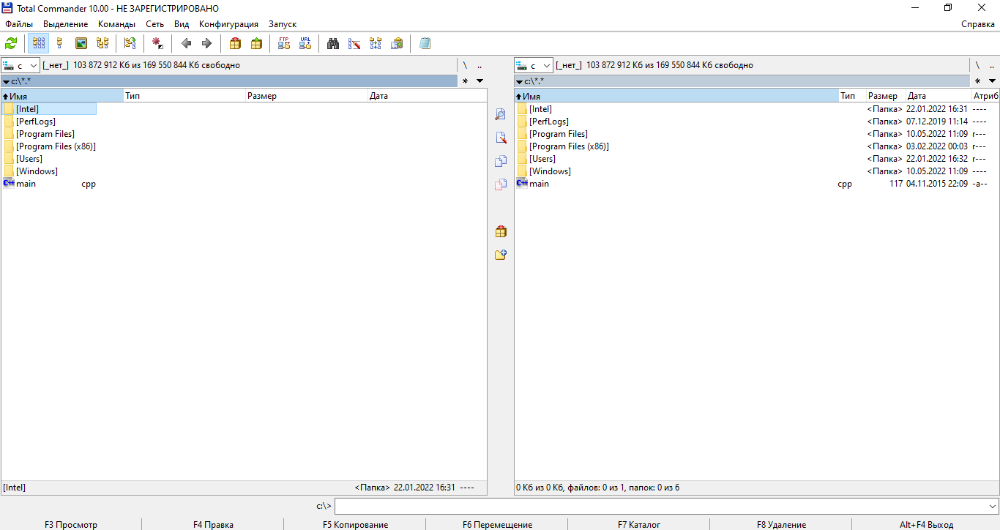 Total Commander 10.00 - НЕ ЗАРЕГИСТРИРОВАНО
Файлы Выделение Команды Сеть Вид Конфигурация Запуск Справка
FTP URL
c [_нет_] 103 872 912 Кб из 169 550 844 Кб свободно \ ..
c:\*.* *
Имя Тип Размер Дата
[Intel]
[PerfLogs]
[Program Files]
[Program Files (x86)]
[Users]
[Windows]
C++ main cpp
[Intel] <Папка> 22.01.2022 16:31 ----
c [_нет_] 103 872 912 Кб из 169 550 844 Кб свободно \ ..
c:\*.* *
Имя Тип Размер Дата Атриб
[Intel] <Папка> 22.01.2022 16:31 ----
[PerfLogs] <Папка> 07.12.2019 11:14 ----
[Program Files] <Папка> 10.05.2022 11:09 r---
[Program Files (x86)] <Папка> 03.02.2022 00:03 r---
[Users] <Папка> 22.01.2022 16:32 r---
[Windows] <Папка> 10.05.2022 11:09 ----
C++ main cpp 117 04.11.2015 22:09 -a--
0 Кб из 0 Кб, файлов: 0 из 1, папок: 0 из 6
c:\>
F3 Просмотр F4 Правка F5 Копирование F6 Перемещение F7 Каталог F8 Удаление Alt+F4 Выход